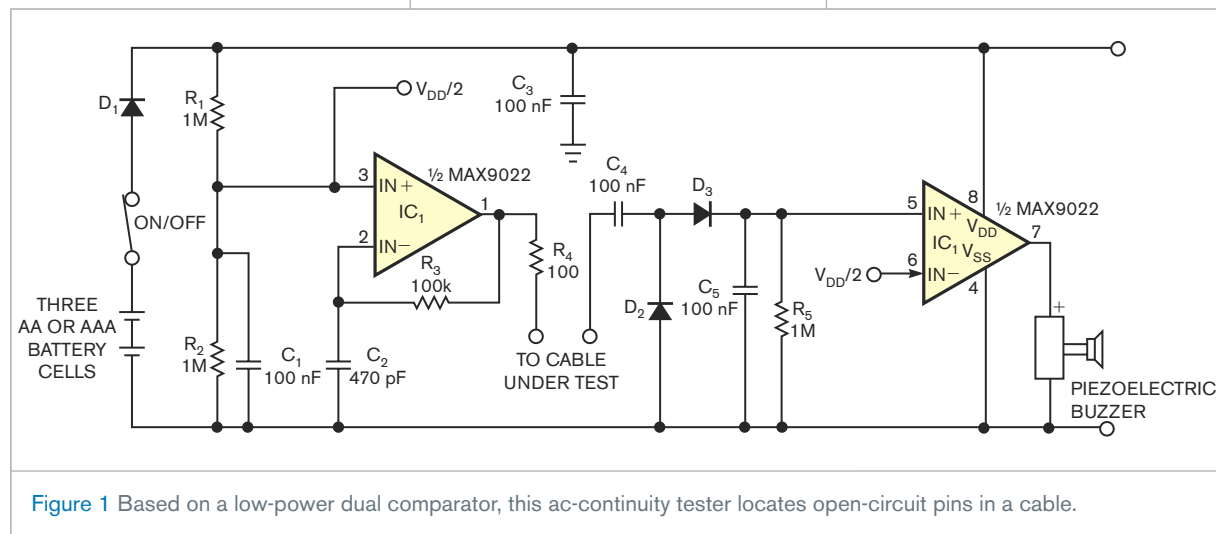 D1
R1
1M
VDD/2
C3
100 nF
ON/OFF
THREE
AA OR AAA
BATTERY
CELLS
R2
1M
C1
100 nF
3
IN+
½ MAX9022
IC1
1
2
IN−
R3
100k
C2
470 pF
R4
100
TO CABLE
UNDER TEST
C4
100 nF
D3
D2
C5
100 nF
R5
1M
5
IN+
8
VDD
½ MAX9022
IC1
VSS
7
VDD/2
6
IN−
4
+
PIEZOELECTRIC
BUZZER
Figure 1 Based on a low-power dual comparator, this ac-continuity tester locates open-circuit pins in a cable.